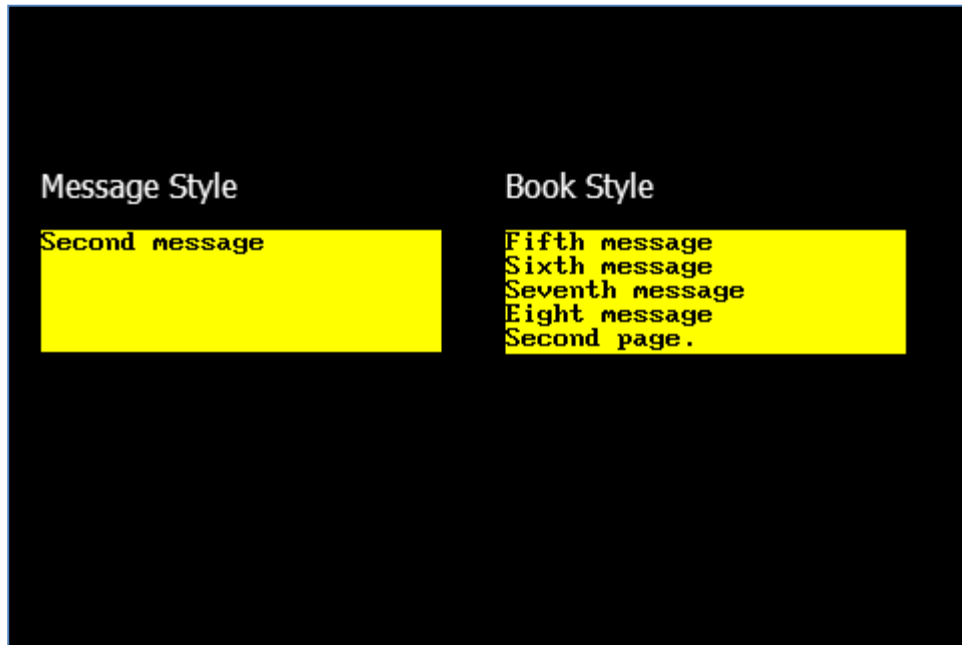 Message Style
Second message
Book Style
Fifth message
Sixth message
Seventh message
Eight message
Second page.